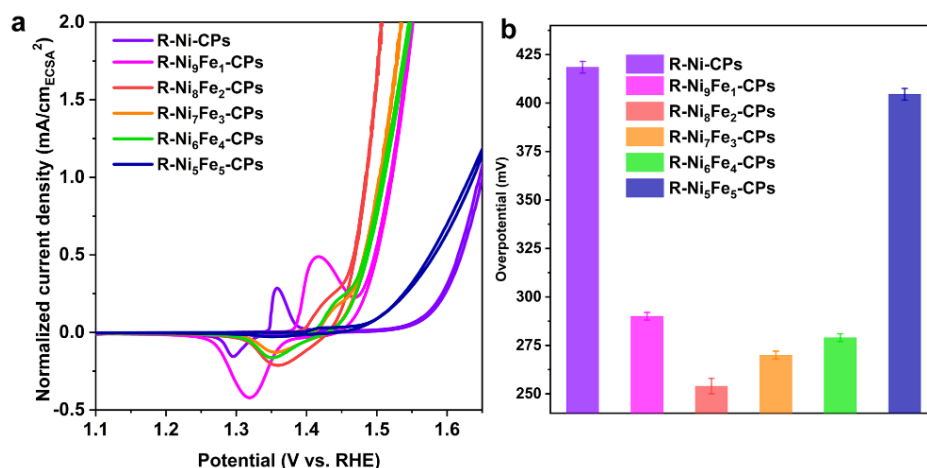 a
Normalized current density (mA/cm_ECSA²)
2.0
1.5
1.0
0.5
0.0
-0.5
R-Ni-CPs
R-Ni₉Fe₁-CPs
R-Ni₈Fe₂-CPs
R-Ni₇Fe₃-CPs
R-Ni₆Fe₄-CPs
R-Ni₅Fe₅-CPs
1.1 1.2 1.3 1.4 1.5 1.6
Potential (V vs. RHE)
b
Overpotential (mV)
425
400
375
350
325
300
275
250
R-Ni-CPs
R-Ni₉Fe₁-CPs
R-Ni₈Fe₂-CPs
R-Ni₇Fe₃-CPs
R-Ni₆Fe₄-CPs
R-Ni₅Fe₅-CPs